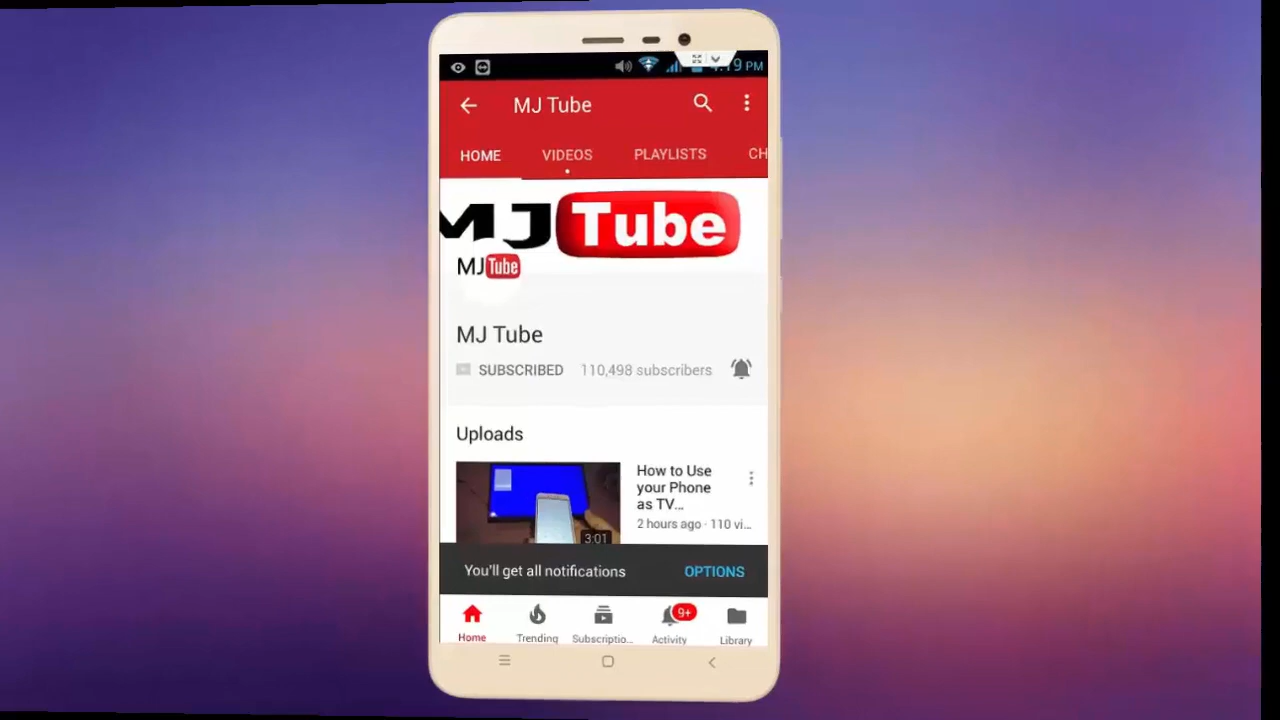 MJ Tube
HOME VIDEOS PLAYLISTS CH
MJ Tube
MJ Tube
MJ Tube
SUBSCRIBED 110,498 subscribers
Uploads
How to Use
your Phone
as TV...
2 hours ago · 110 vi...
3:01
You'll get all notifications OPTIONS
9+
Home Trending Subscriptio... Activity Library